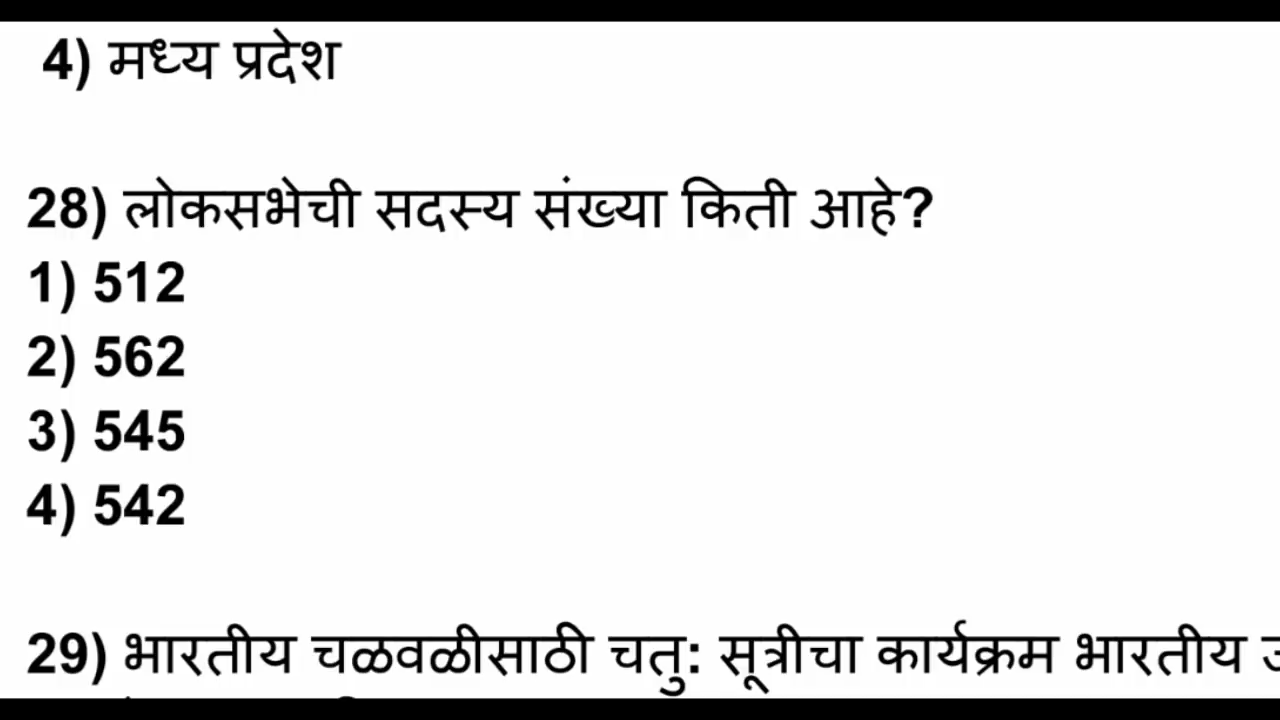 4) मध्य प्रदेश
28) लोकसभेची सदस्य संख्या किती आहे?
1) 512
2) 562
3) 545
4) 542
29) भारतीय चळवळीसाठी चतु: सूत्रीचा कार्यक्रम भारतीय